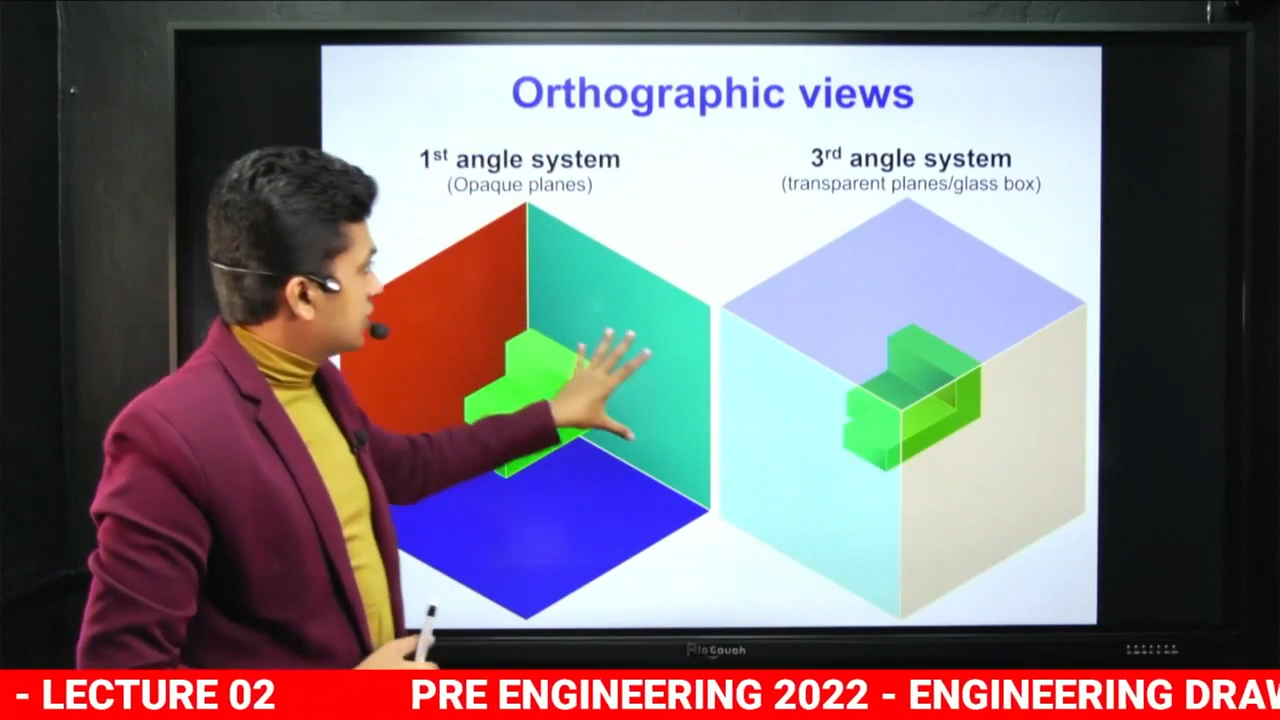 Orthographic views
1st angle system
(Opaque planes)
3rd angle system
(transparent planes/glass box)
- LECTURE 02
PRE ENGINEERING 2022 - ENGINEERING DRAW